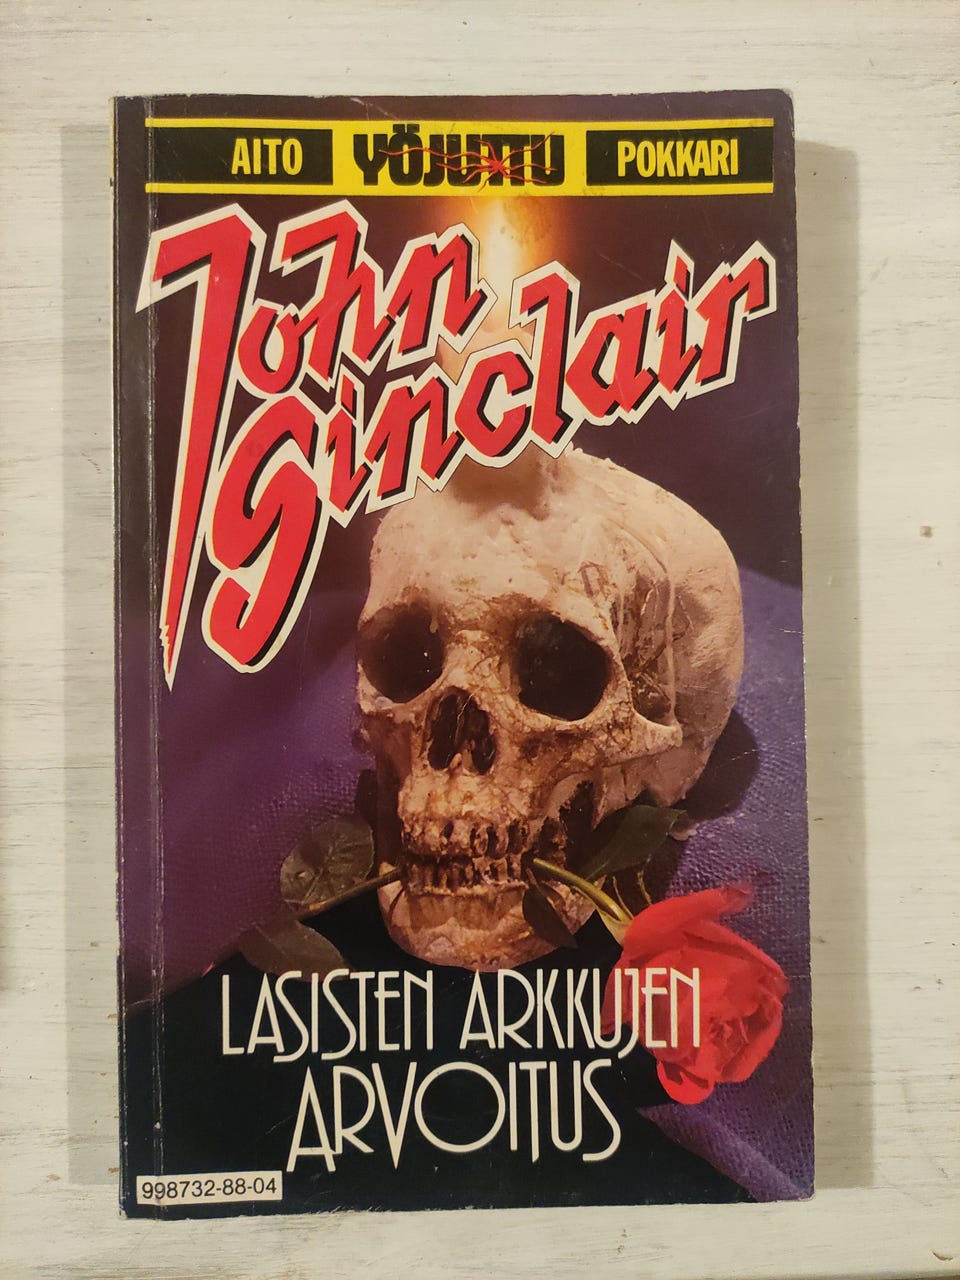 AITO YÖJUTTU POKKARI
John
Sinclair
LASISTEN ARKKUJEN
ARVOITUS
998732-88-04